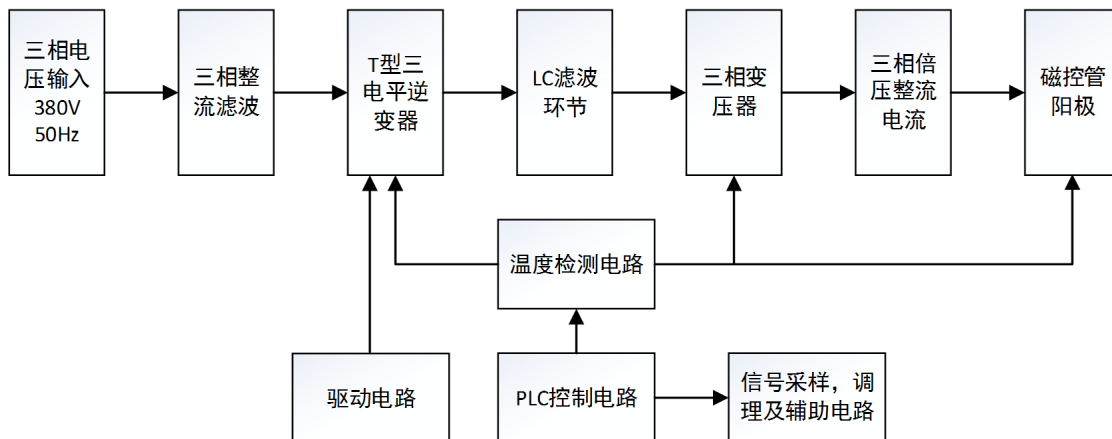 三相电
压输入
380V
50Hz
三相整
流滤波
T型三
电平逆
变器
LC滤波
环节
三相变
压器
三相倍
压整流
电流
磁控管
阳极
温度检测电路
驱动电路
PLC控制电路
信号采样，调
理及辅助电路